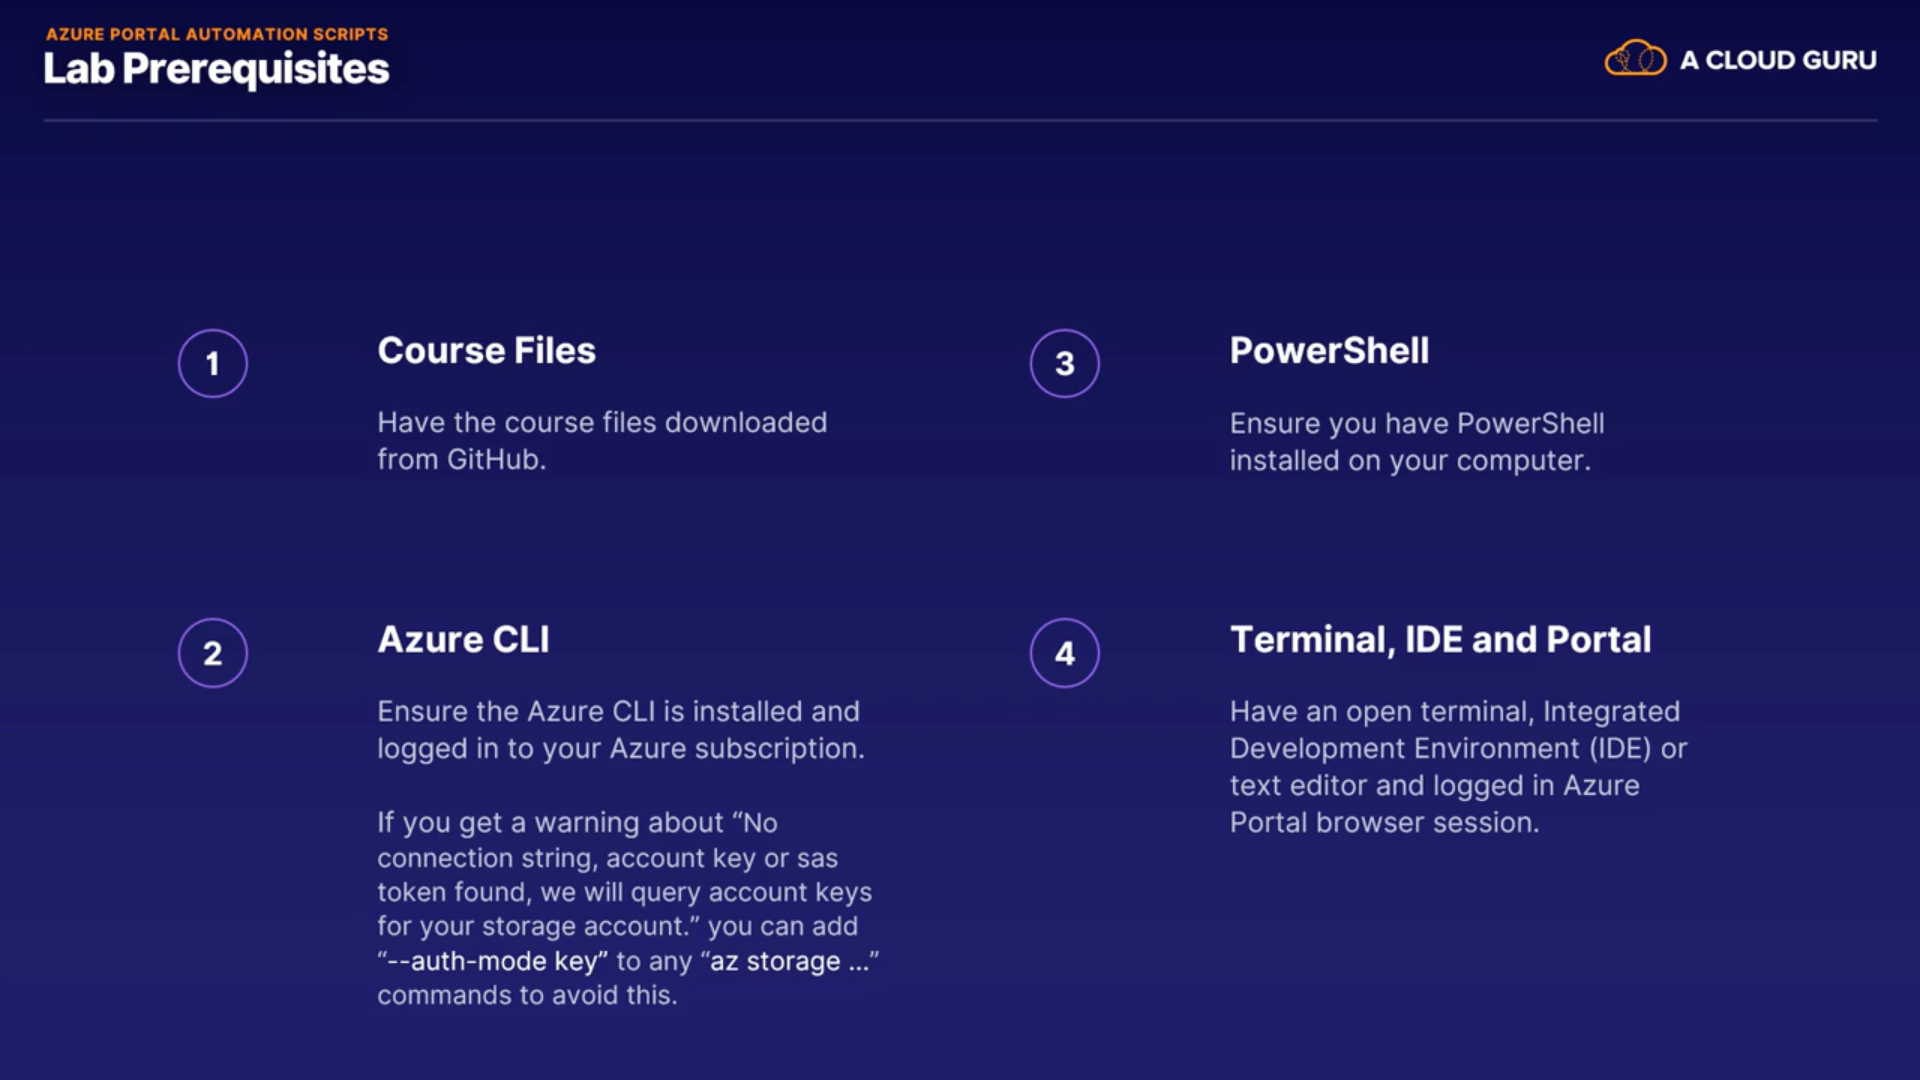 AZURE PORTAL AUTOMATION SCRIPTS
Lab Prerequisites
A CLOUD GURU
1
Course Files
Have the course files downloaded
from GitHub.
2
Azure CLI
Ensure the Azure CLI is installed and
logged in to your Azure subscription.
If you get a warning about “No
connection string, account key or sas
token found, we will query account keys
for your storage account.” you can add
“--auth-mode key” to any “az storage ...”
commands to avoid this.
3
PowerShell
Ensure you have PowerShell
installed on your computer.
4
Terminal, IDE and Portal
Have an open terminal, Integrated
Development Environment (IDE) or
text editor and logged in Azure
Portal browser session.